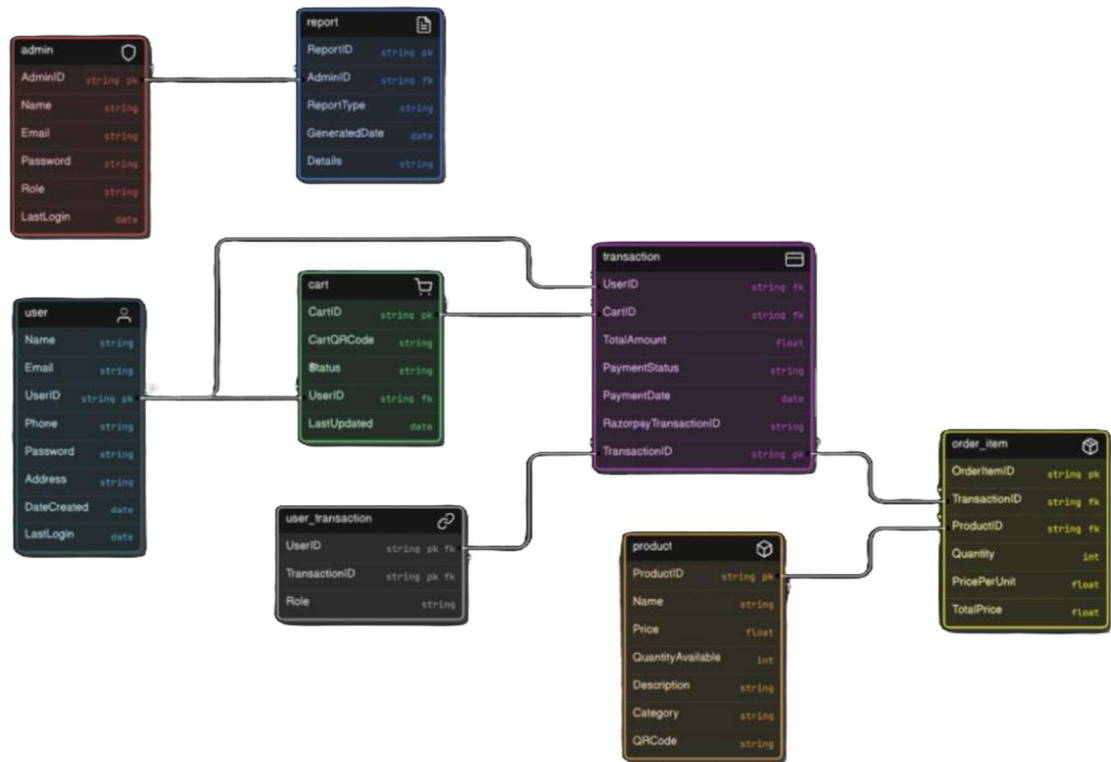 admin
AdminID string pk
Name string
Email string
Password string
Role string
LastLogin date
report
ReportID string pk
AdminID string fk
ReportType string
GeneratedDate date
Details string
user
Name string
Email string
UserID string pk
Phone string
Password string
Address string
DateCreated date
LastLogin date
cart
CartID string pk
CartQRCode string
Status string
UserID string fk
LastUpdated date
transaction
UserID string fk
CartID string fk
TotalAmount float
PaymentStatus string
PaymentDate date
RazorpayTransactionID string
TransactionID string pk
user_transaction
UserID string pk fk
TransactionID string pk fk
Role string
product
ProductID string pk
Name string
Price float
QuantityAvailable int
Description string
Category string
QRCode string
order_item
OrderItemID string pk
TransactionID string fk
ProductID string fk
Quantity int
PricePerUnit float
TotalPrice float